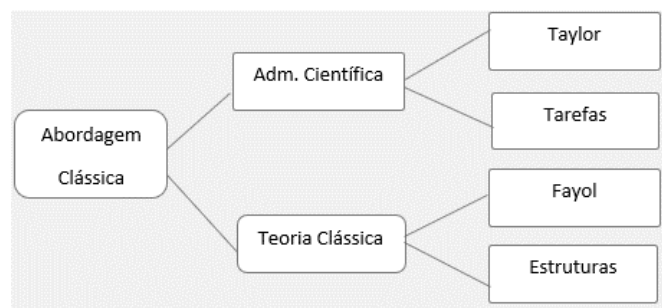 Abordagem
Clássica
Adm. Científica
Taylor
Tarefas
Teoria Clássica
Fayol
Estruturas